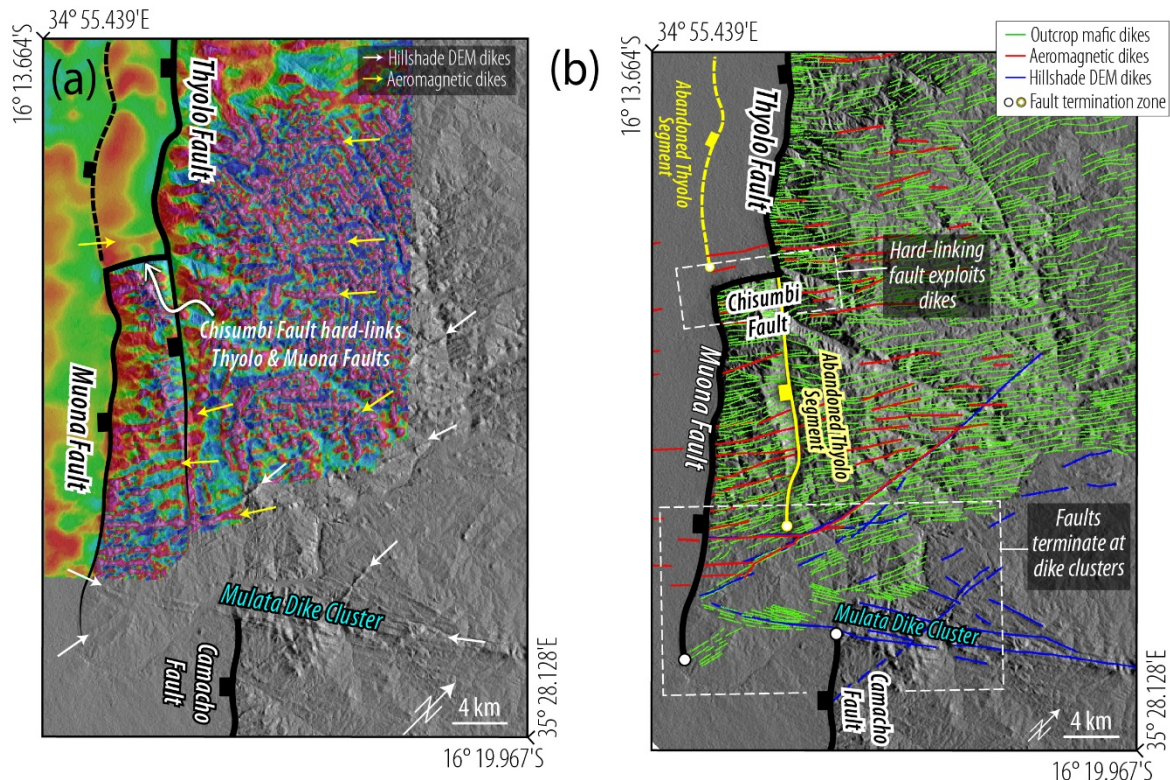 34° 55.439'E
16° 13.664'S
(a)
Hillshade DEM dikes
Aeromagnetic dikes
Thyolo Fault
Chisumbi Fault hard-links
Thyolo & Muona Faults
Muona Fault
Mulata Dike Cluster
Camacho
Fault
4 km
35° 28.128'E
16° 19.967'S
34° 55.439'E
16° 13.664'S
(b)
Outcrop mafic dikes
Aeromagnetic dikes
Hillshade DEM dikes
Fault termination zone
Abandoned Thyolo
Segment
Thyolo Fault
Hard-linking
fault exploits
dikes
Chisumbi
Fault
Muona Fault
Abandoned Thyolo
Segment
Faults
terminate at
dike clusters
Mulata Dike Cluster
Camacho
Fault
4 km
35° 28.128'E
16° 19.967'S